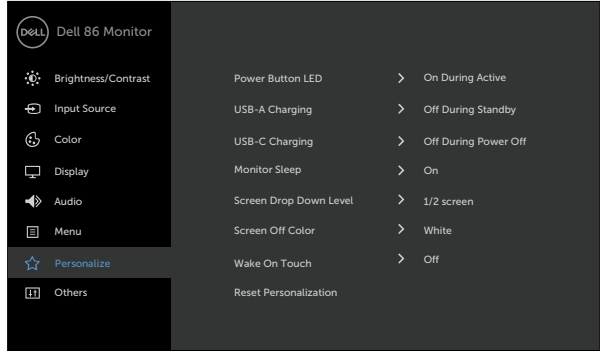 DELL Dell 86 Monitor
Brightness/Contrast
Input Source
Color
Display
Audio
Menu
Personalize
Others
Power Button LED > On During Active
USB-A Charging > Off During Standby
USB-C Charging > Off During Power Off
Monitor Sleep > On
Screen Drop Down Level > 1/2 screen
Screen Off Color > White
Wake On Touch > Off
Reset Personalization